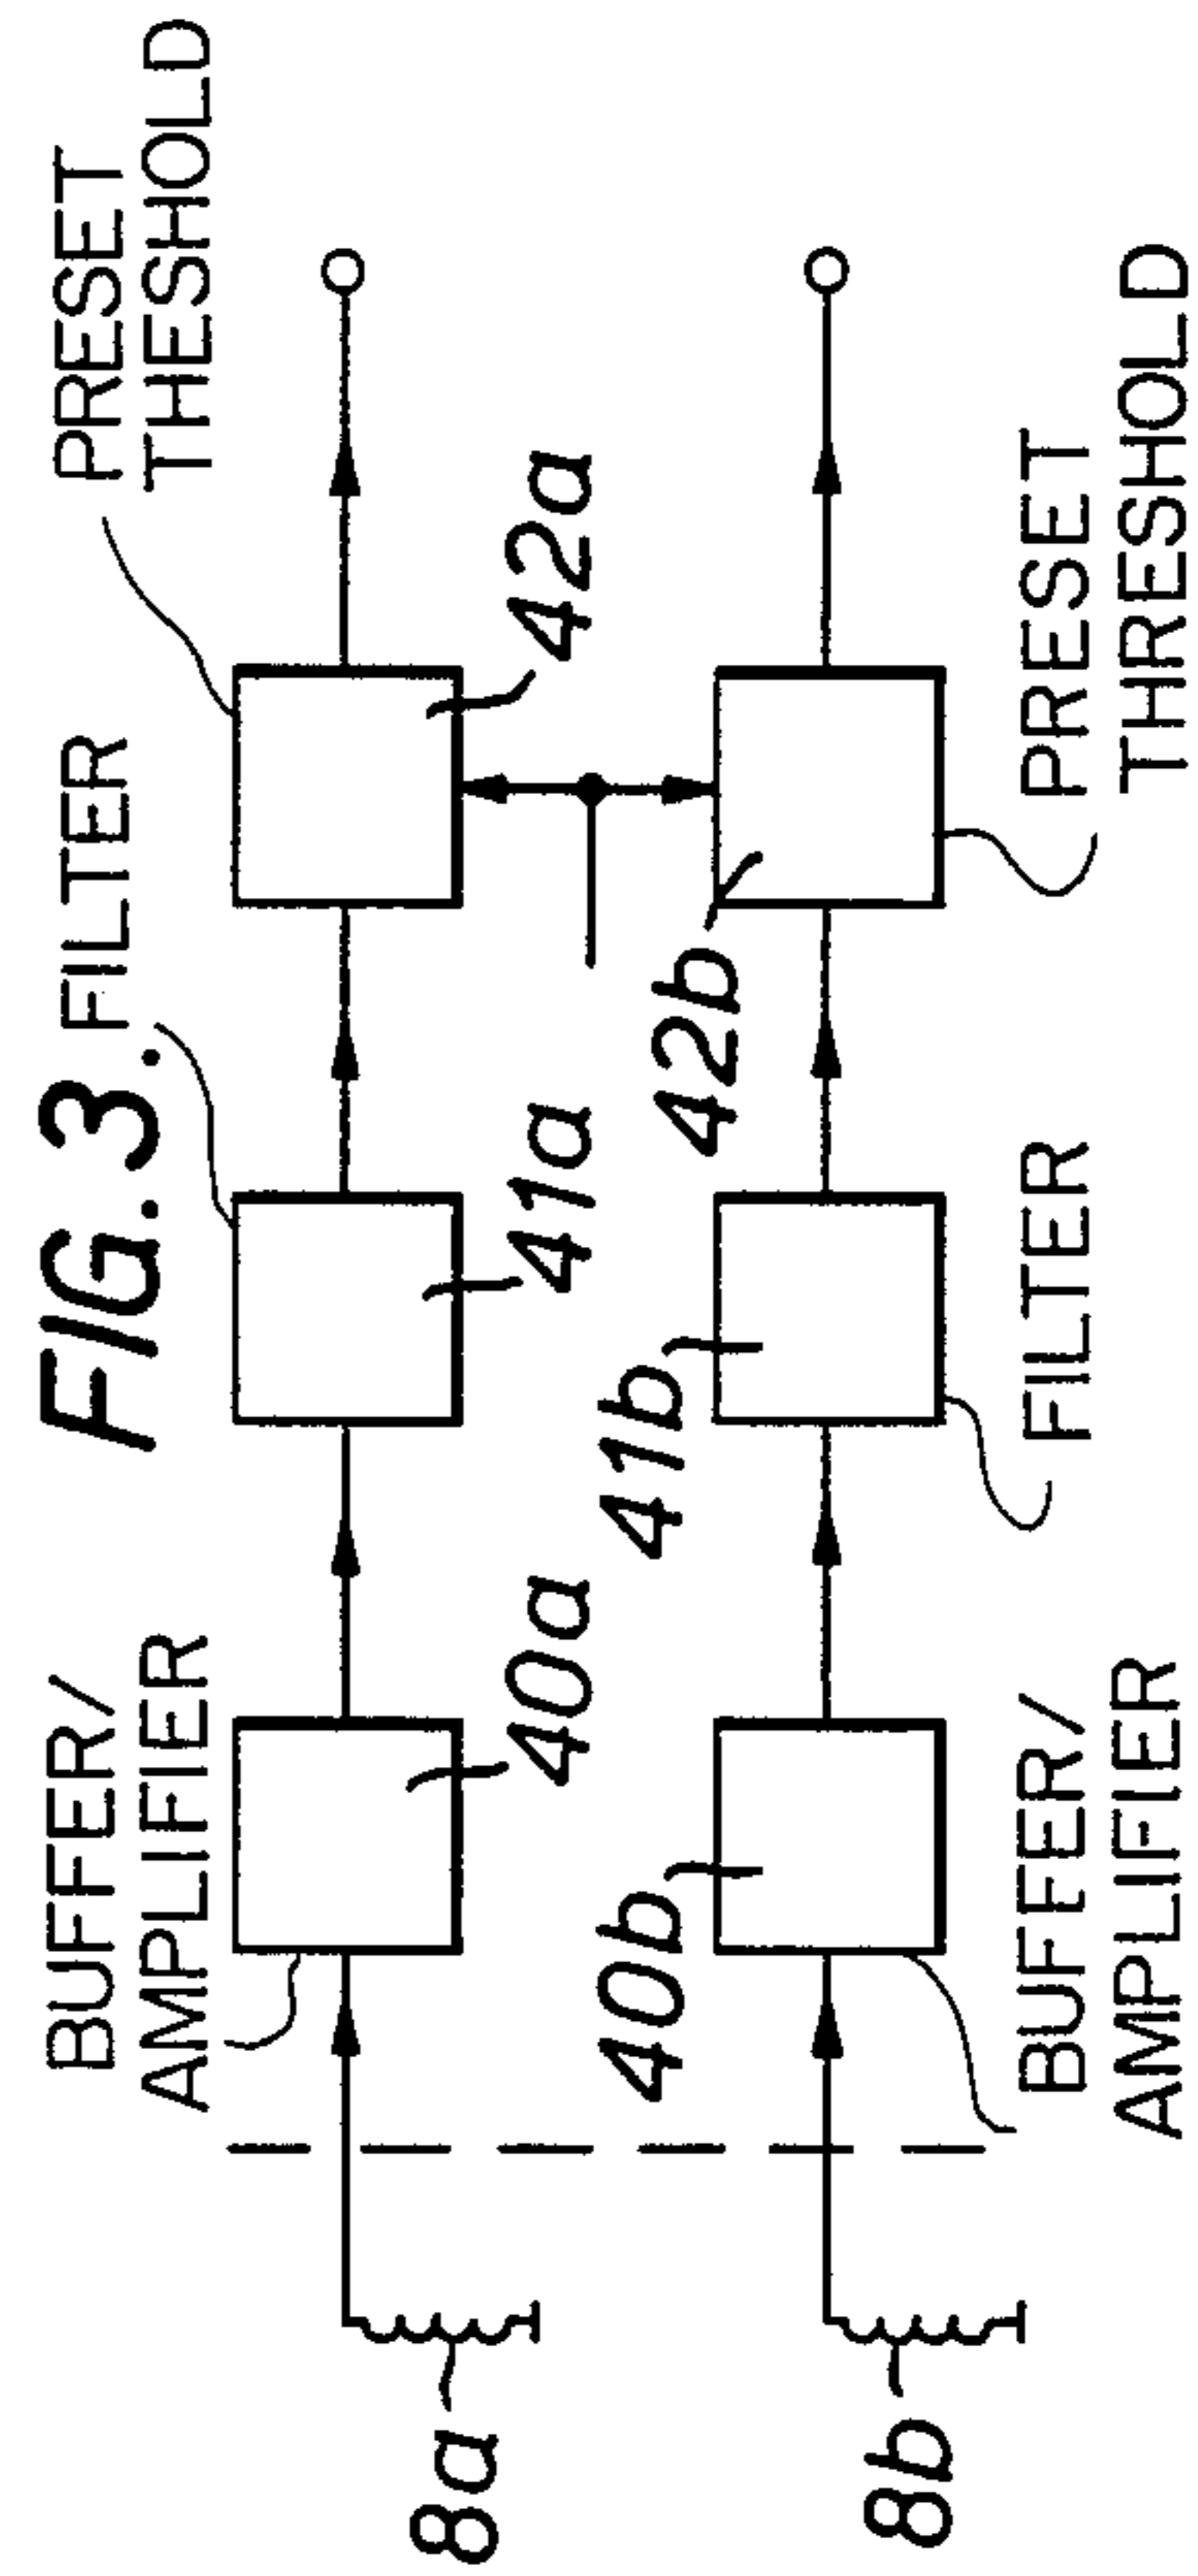 FIG. 3.
BUFFER/
AMPLIFIER
FILTER
PRESET
THESHOLD
8a
40a
41a
42a
8b
40b
41b
42b
BUFFER/
AMPLIFIER
FILTER
PRESET
THRESHOLD